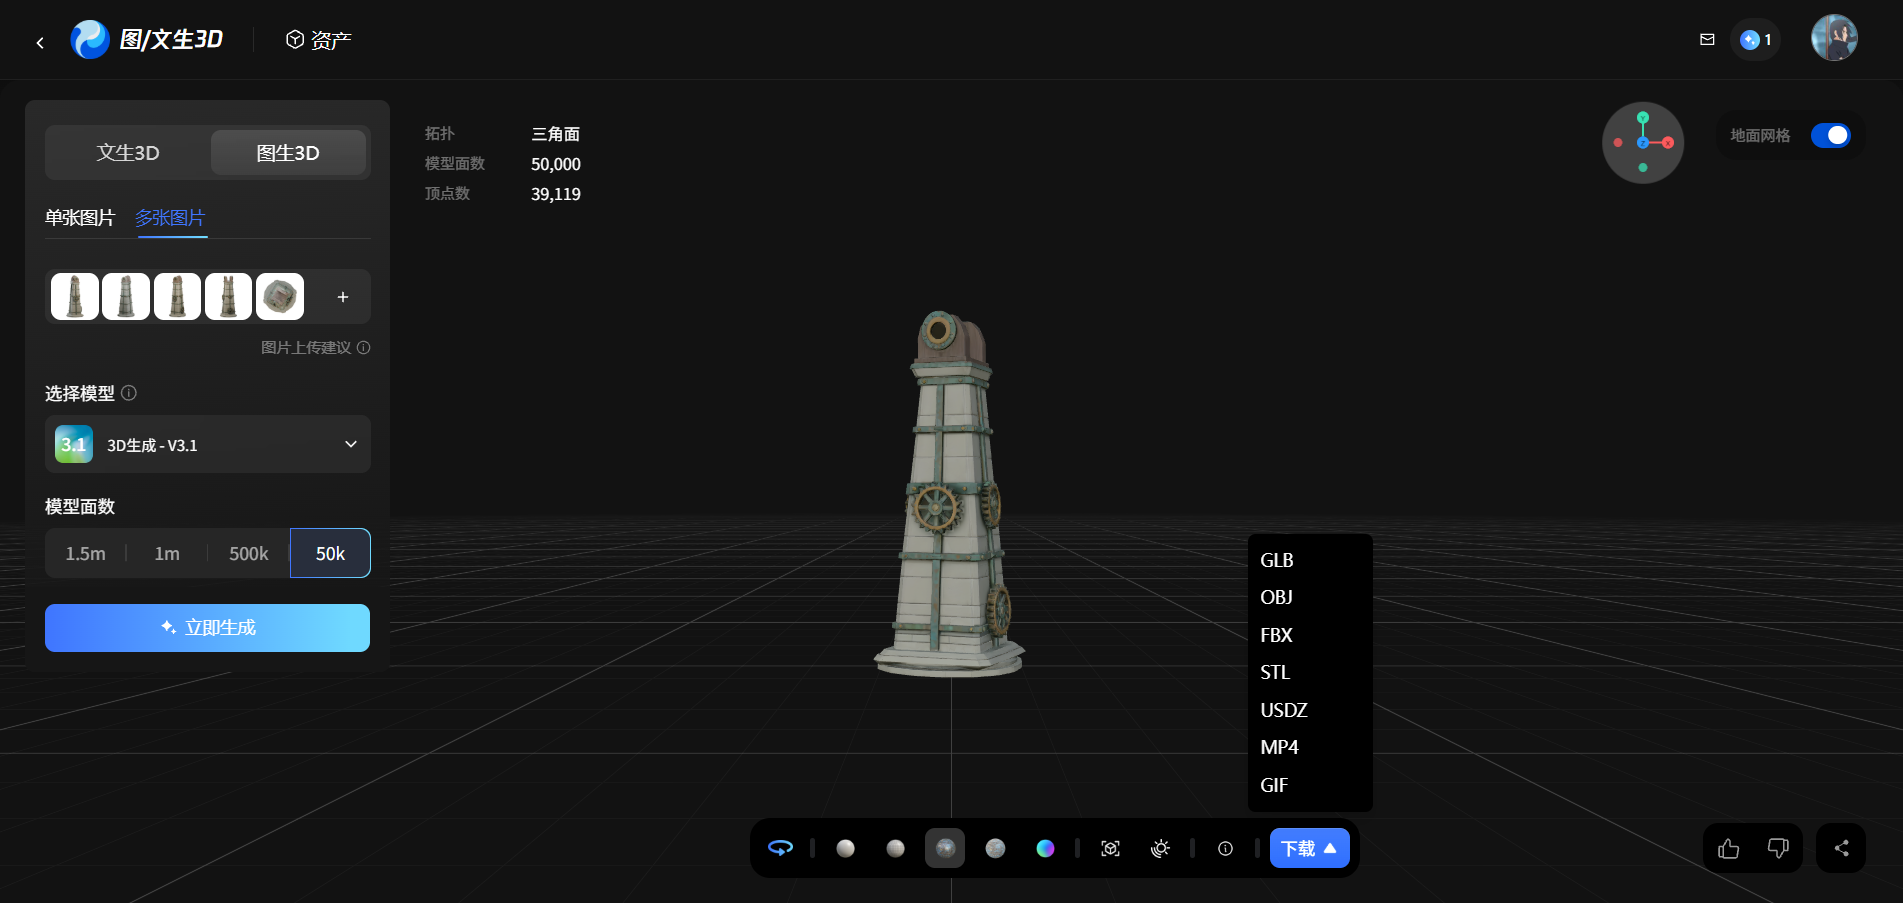 图/文生3D
资产
1
文生3D
图生3D
单张图片
多张图片
图片上传建议
选择模型
3.1
3D生成 - V3.1
模型面数
1.5m
1m
500k
50k
立即生成
拓扑 三角面
模型面数 50,000
顶点数 39,119
Y
Z
X
地面网格
GLB
OBJ
FBX
STL
USDZ
MP4
GIF
下载